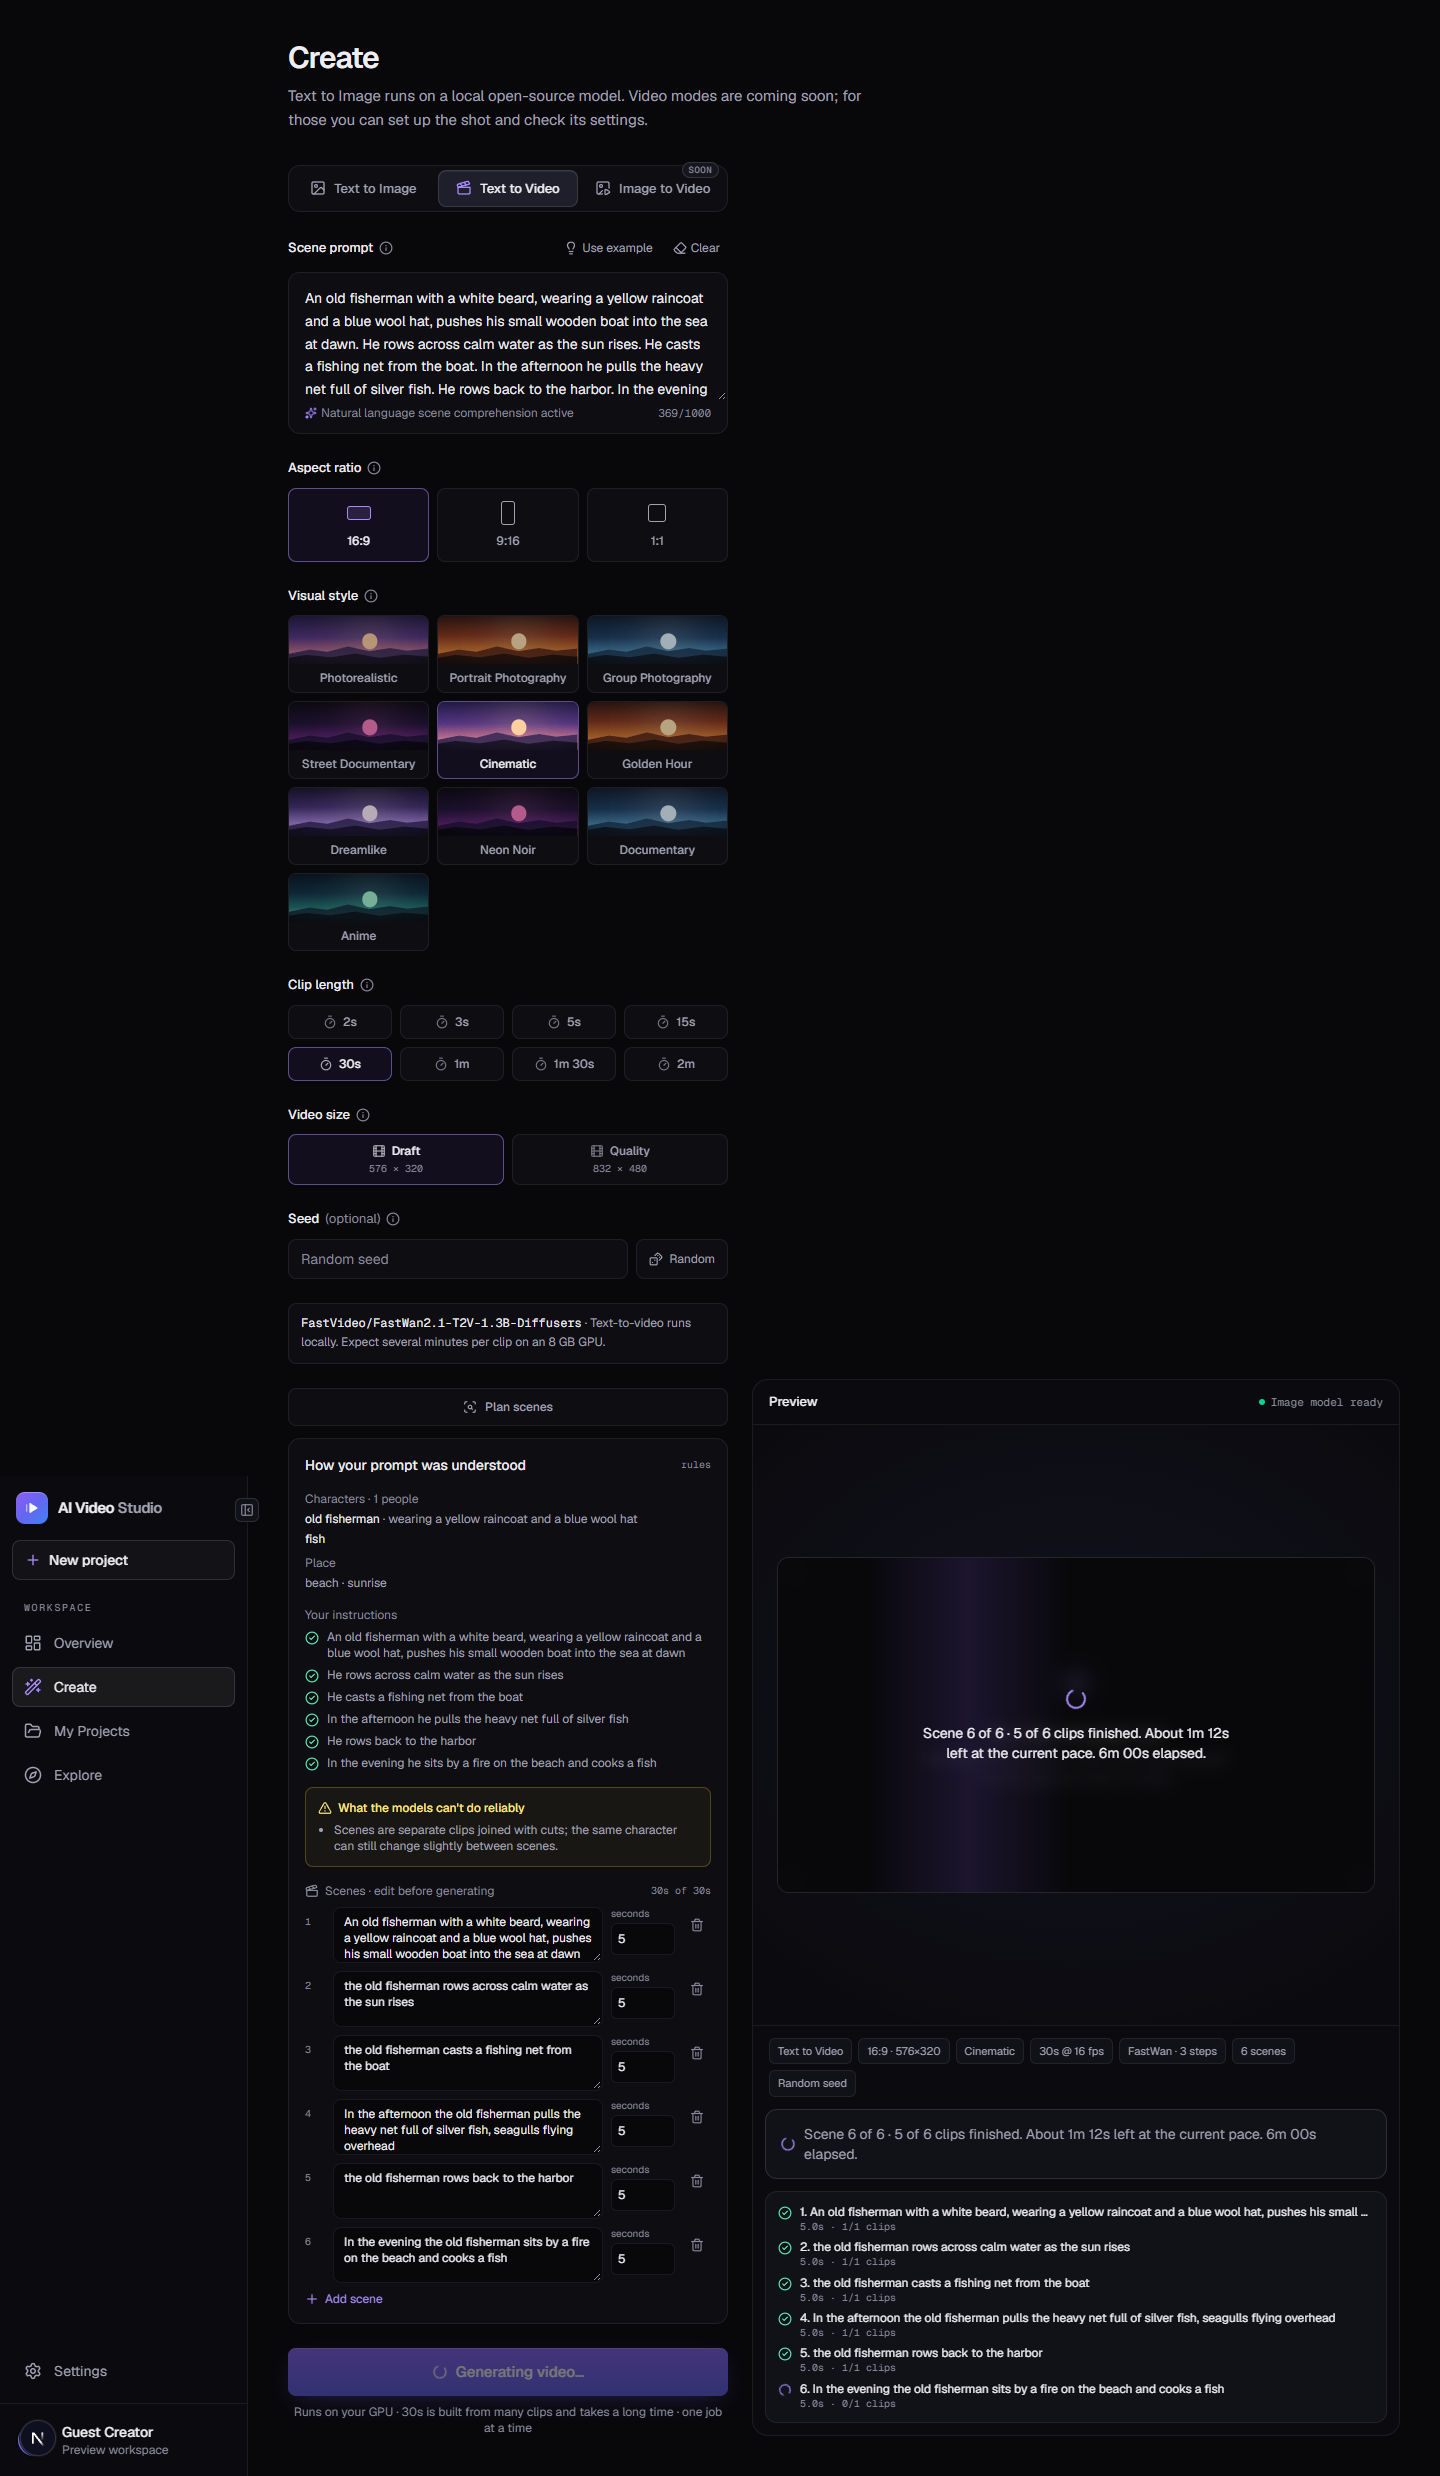 Create
Text to Image runs on a local open-source model. Video modes are coming soon; for
those you can set up the shot and check its settings.
SOON
Text to Image
Text to Video
Image to Video
Scene prompt
Use example
Clear
An old fisherman with a white beard, wearing a yellow raincoat
and a blue wool hat, pushes his small wooden boat into the sea
at dawn. He rows across calm water as the sun rises. He casts
a fishing net from the boat. In the afternoon he pulls the heavy
net full of silver fish. He rows back to the harbor. In the evening
Natural language scene comprehension active
369/1000
Aspect ratio
16:9
9:16
1:1
Visual style
Photorealistic
Portrait Photography
Group Photography
Street Documentary
Cinematic
Golden Hour
Dreamlike
Neon Noir
Documentary
Anime
Clip length
2s
3s
5s
15s
30s
1m
1m 30s
2m
Video size
Draft
576 × 320
Quality
832 × 480
Seed (optional)
Random seed
Random
FastVideo/FastWan2.1-T2V-1.3B-Diffusers · Text-to-video runs
locally. Expect several minutes per clip on an 8 GB GPU.
Plan scenes
How your prompt was understood
rules
Characters · 1 people
old fisherman · wearing a yellow raincoat and a blue wool hat
fish
Place
beach · sunrise
Your instructions
An old fisherman with a white beard, wearing a yellow raincoat and a
blue wool hat, pushes his small wooden boat into the sea at dawn
He rows across calm water as the sun rises
He casts a fishing net from the boat
In the afternoon he pulls the heavy net full of silver fish
He rows back to the harbor
In the evening he sits by a fire on the beach and cooks a fish
What the models can't do reliably
• Scenes are separate clips joined with cuts; the same character
can still change slightly between scenes.
Scenes · edit before generating
30s of 30s
1
An old fisherman with a white beard, wearing
a yellow raincoat and a blue wool hat, pushes
his small wooden boat into the sea at dawn
seconds
5
2
the old fisherman rows across calm water as
the sun rises
seconds
5
3
the old fisherman casts a fishing net from
the boat
seconds
5
4
In the afternoon the old fisherman pulls the
heavy net full of silver fish, seagulls flying
overhead
seconds
5
5
the old fisherman rows back to the harbor
seconds
5
6
In the evening the old fisherman sits by a fire
on the beach and cooks a fish
seconds
5
Add scene
Generating video…
Runs on your GPU · 30s is built from many clips and takes a long time · one job
at a time
AI Video Studio
New project
WORKSPACE
Overview
Create
My Projects
Explore
Settings
N
Guest Creator
Preview workspace
Preview
Image model ready
Scene 6 of 6 · 5 of 6 clips finished. About 1m 12s
left at the current pace. 6m 00s elapsed.
Text to Video
16:9 · 576×320
Cinematic
30s @ 16 fps
FastWan · 3 steps
6 scenes
Random seed
Scene 6 of 6 · 5 of 6 clips finished. About 1m 12s left at the current pace. 6m 00s
elapsed.
1. An old fisherman with a white beard, wearing a yellow raincoat and a blue wool hat, pushes his small …
5.0s · 1/1 clips
2. the old fisherman rows across calm water as the sun rises
5.0s · 1/1 clips
3. the old fisherman casts a fishing net from the boat
5.0s · 1/1 clips
4. In the afternoon the old fisherman pulls the heavy net full of silver fish, seagulls flying overhead
5.0s · 1/1 clips
5. the old fisherman rows back to the harbor
5.0s · 1/1 clips
6. In the evening the old fisherman sits by a fire on the beach and cooks a fish
5.0s · 0/1 clips